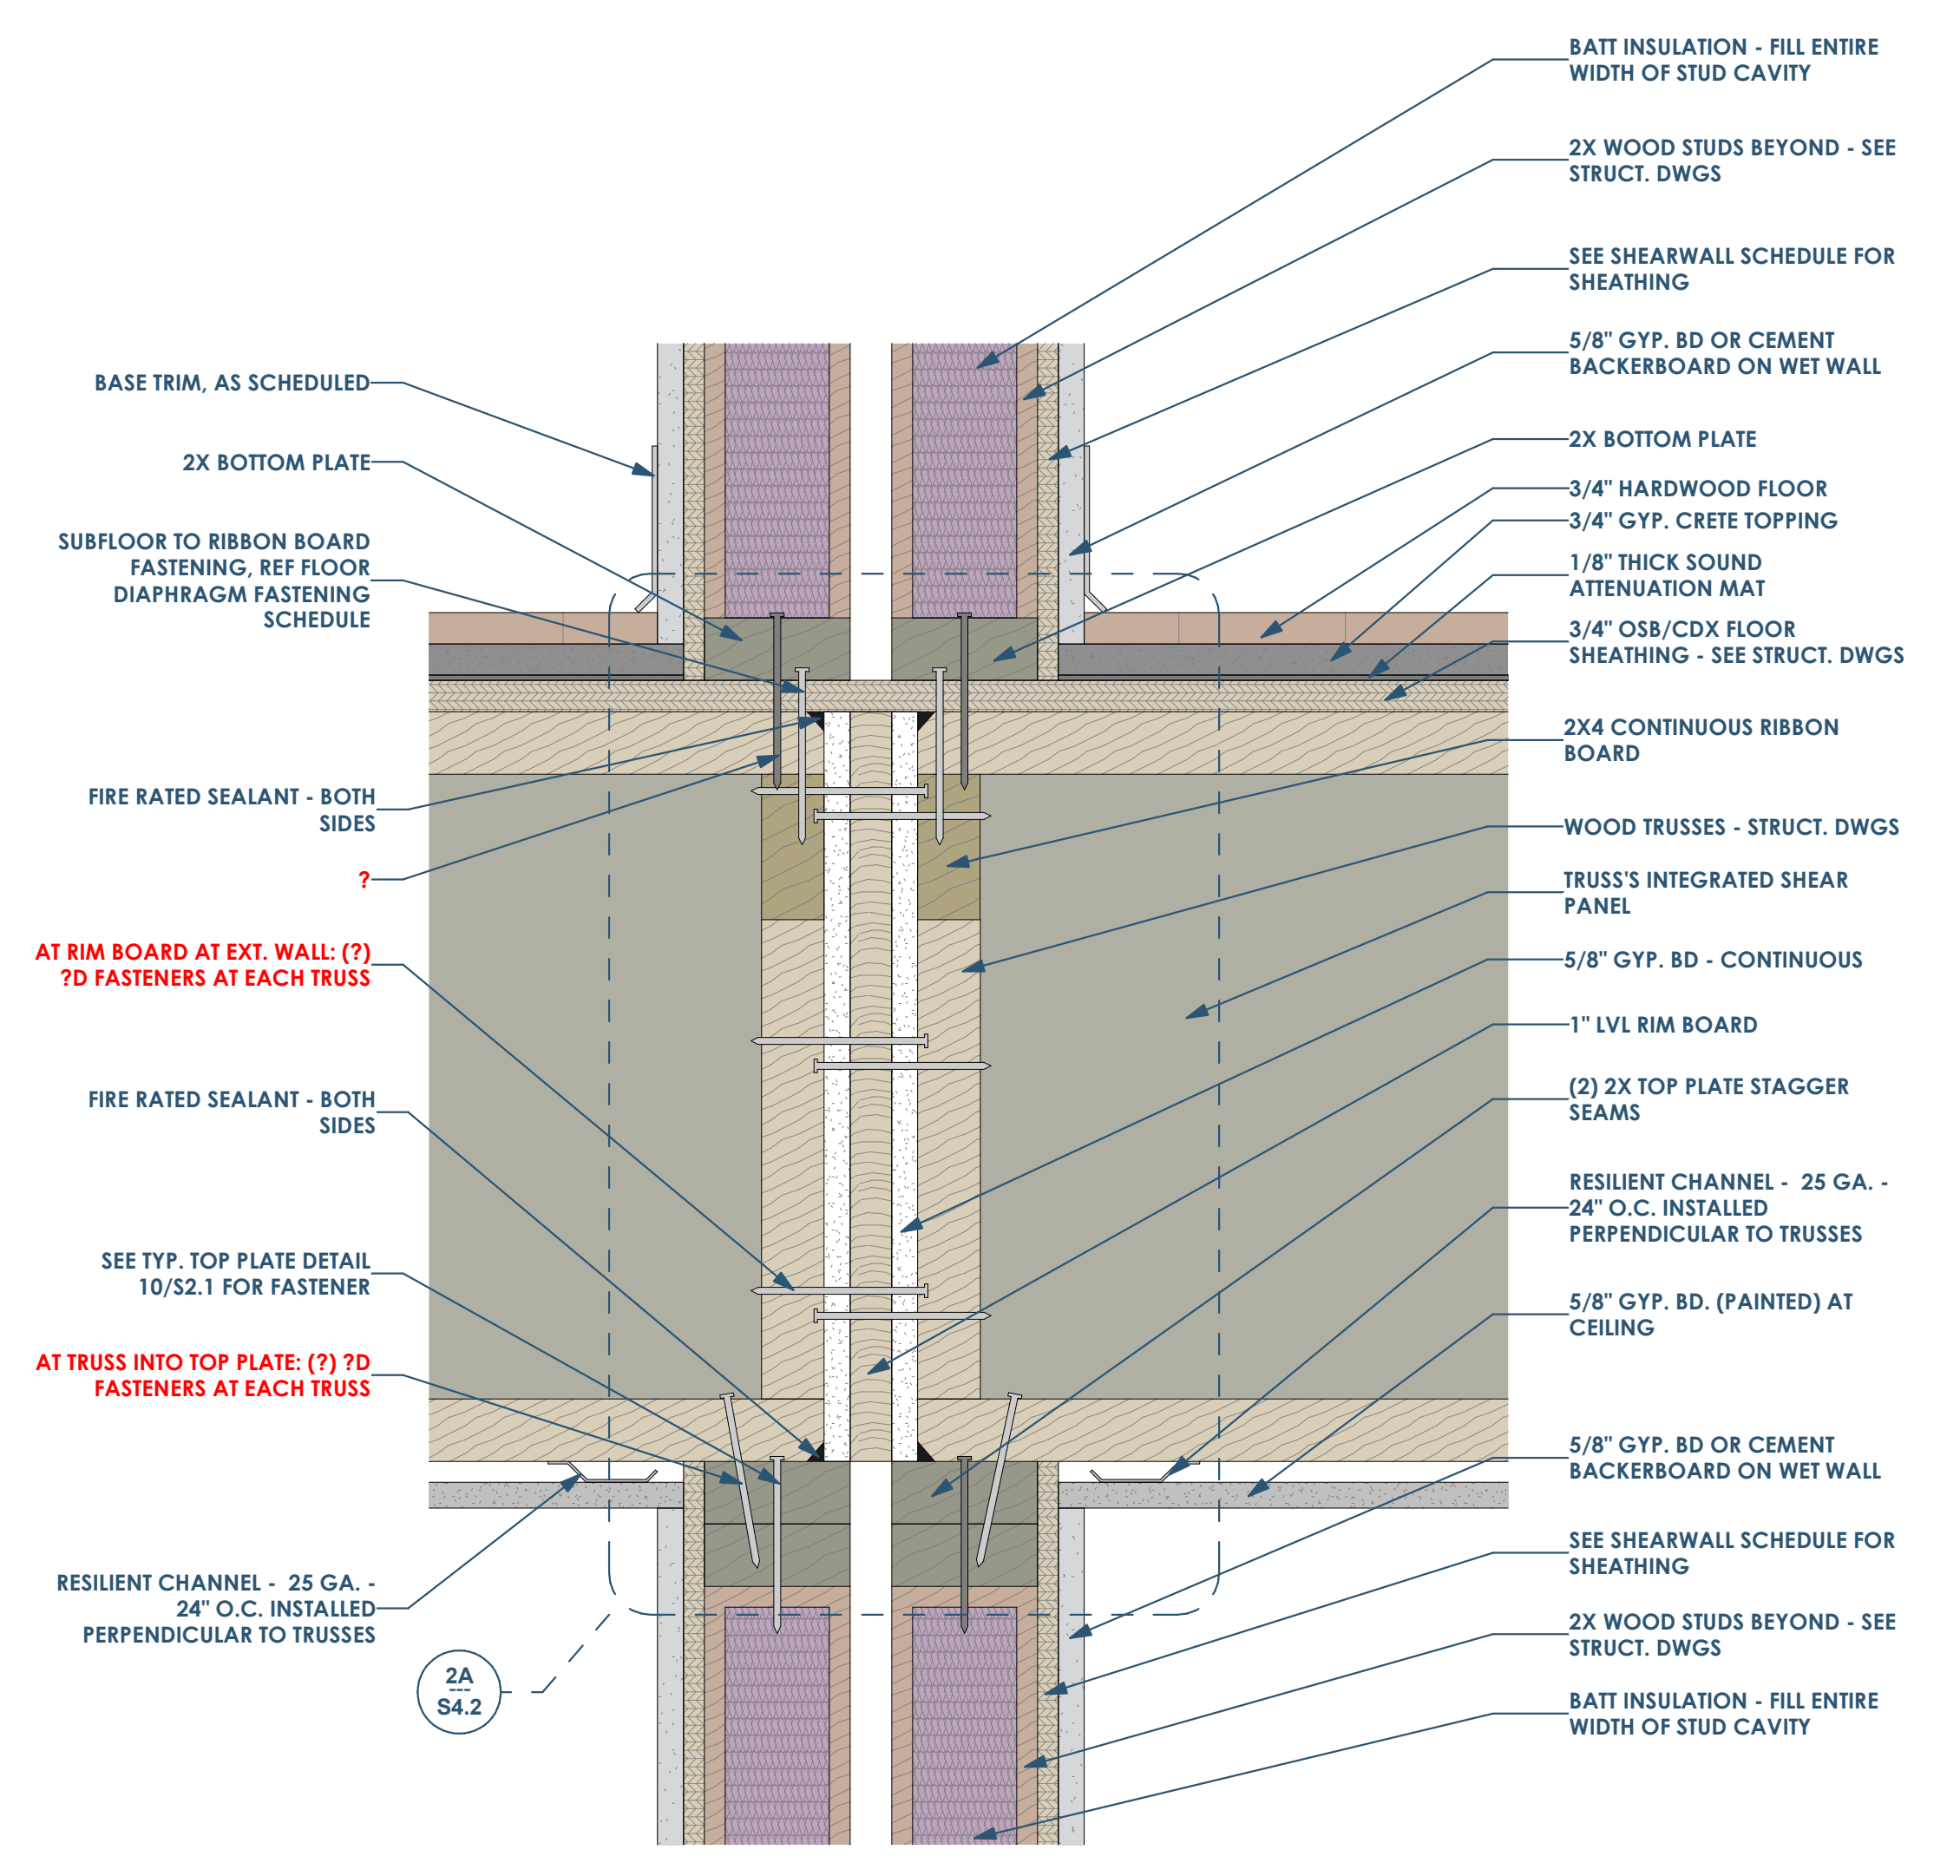 BATT INSULATION - FILL ENTIRE
WIDTH OF STUD CAVITY
2X WOOD STUDS BEYOND - SEE
STRUCT. DWGS
SEE SHEARWALL SCHEDULE FOR
SHEATHING
5/8" GYP. BD OR CEMENT
BACKERBOARD ON WET WALL
2X BOTTOM PLATE
3/4" HARDWOOD FLOOR
3/4" GYP. CRETE TOPPING
1/8" THICK SOUND
ATTENUATION MAT
3/4" OSB/CDX FLOOR
SHEATHING - SEE STRUCT. DWGS
2X4 CONTINUOUS RIBBON
BOARD
WOOD TRUSSES - STRUCT. DWGS
TRUSS'S INTEGRATED SHEAR
PANEL
5/8" GYP. BD - CONTINUOUS
1" LVL RIM BOARD
(2) 2X TOP PLATE STAGGER
SEAMS
RESILIENT CHANNEL - 25 GA. -
24" O.C. INSTALLED
PERPENDICULAR TO TRUSSES
5/8" GYP. BD. (PAINTED) AT
CEILING
5/8" GYP. BD OR CEMENT
BACKERBOARD ON WET WALL
SEE SHEARWALL SCHEDULE FOR
SHEATHING
2X WOOD STUDS BEYOND - SEE
STRUCT. DWGS
BATT INSULATION - FILL ENTIRE
WIDTH OF STUD CAVITY
BASE TRIM, AS SCHEDULED
2X BOTTOM PLATE
SUBFLOOR TO RIBBON BOARD
FASTENING, REF FLOOR
DIAPHRAGM FASTENING
SCHEDULE
FIRE RATED SEALANT - BOTH
SIDES
?
AT RIM BOARD AT EXT. WALL: (?)
?D FASTENERS AT EACH TRUSS
FIRE RATED SEALANT - BOTH
SIDES
SEE TYP. TOP PLATE DETAIL
10/S2.1 FOR FASTENER
AT TRUSS INTO TOP PLATE: (?) ?D
FASTENERS AT EACH TRUSS
RESILIENT CHANNEL - 25 GA. -
24" O.C. INSTALLED
PERPENDICULAR TO TRUSSES
2A
---
S4.2